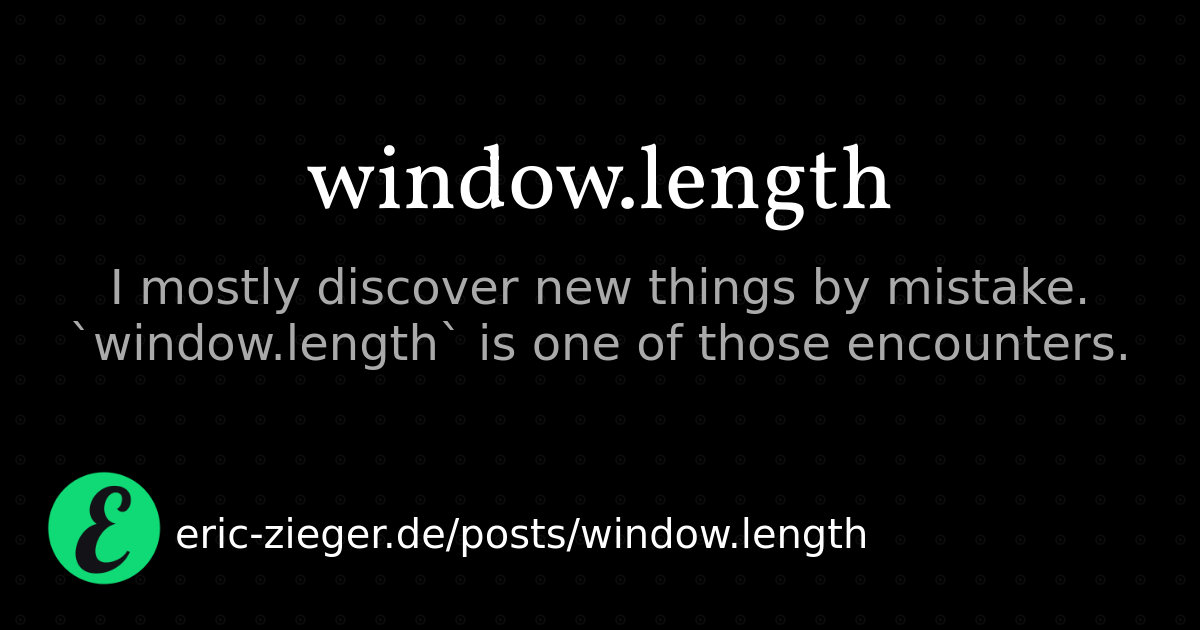 window.length
I mostly discover new things by mistake.
`window.length` is one of those encounters.
E
eric-zieger.de/posts/window.length